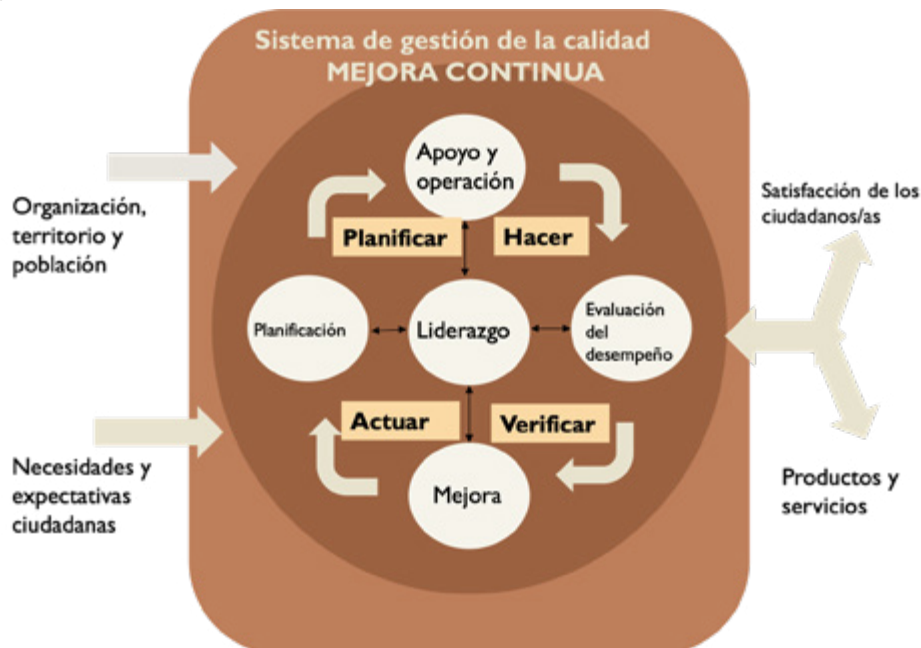 Sistema de gestión de la calidad
MEJORA CONTINUA
Apoyo y
operación
Organización,
territorio y
población
Planificar
Hacer
Satisfacción de los
ciudadanos/as
Planificación
Liderazgo
Evaluación
del
desempeño
Actuar
Verificar
Necesidades y
expectativas
ciudadanas
Mejora
Productos y
servicios